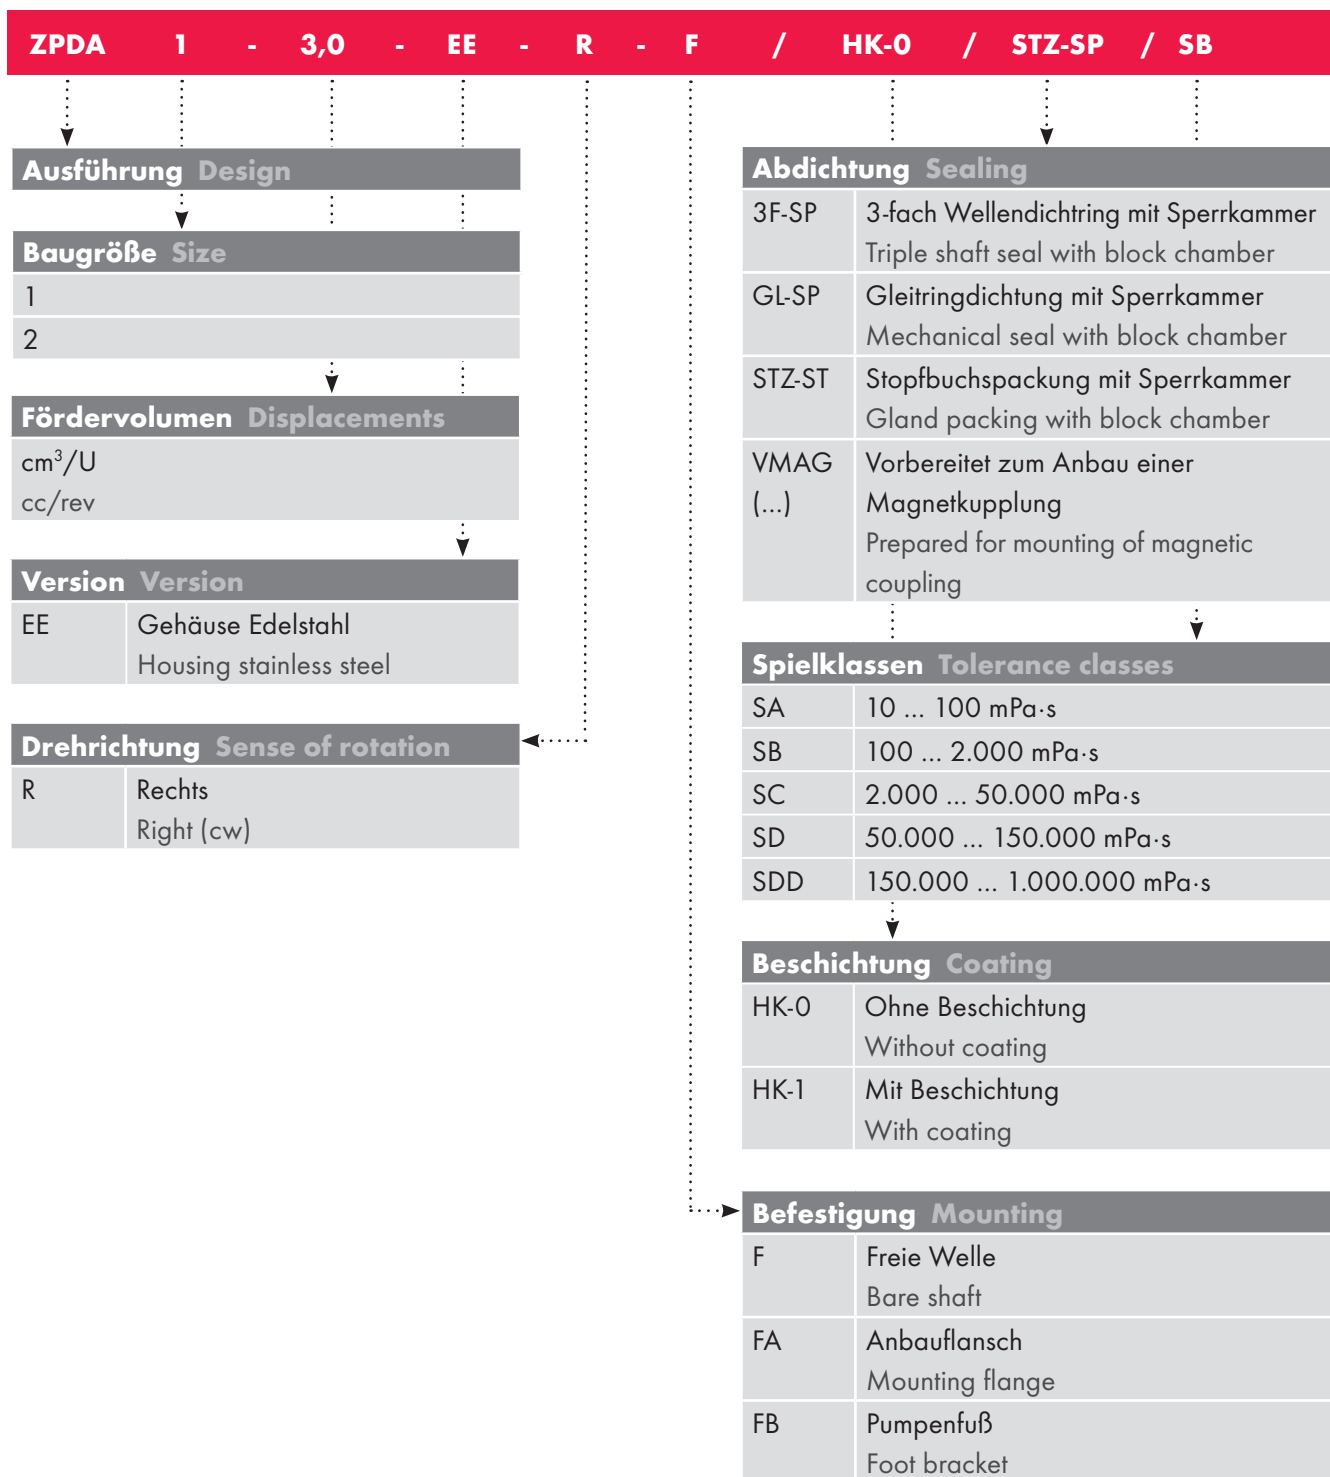 ZPDA 1 - 3,0 - EE - R - F / HK-0 / STZ-SP / SB
Ausführung Design
Baugröße Size
1
2
Fördervolumen Displacements
cm³/U
cc/rev
Version Version
EE Gehäuse Edelstahl
Housing stainless steel
Drehrichtung Sense of rotation
R Rechts
Right (cw)
Abdichtung Sealing
3F-SP 3-fach Wellendichtring mit Sperrkammer
Triple shaft seal with block chamber
GL-SP Gleitringdichtung mit Sperrkammer
Mechanical seal with block chamber
STZ-ST Stopfbuchspackung mit Sperrkammer
Gland packing with block chamber
VMAG Vorbereitet zum Anbau einer
(...) Magnetkupplung
Prepared for mounting of magnetic
coupling
Spielklassen Tolerance classes
SA 10 ... 100 mPa·s
SB 100 ... 2.000 mPa·s
SC 2.000 ... 50.000 mPa·s
SD 50.000 ... 150.000 mPa·s
SDD 150.000 ... 1.000.000 mPa·s
Beschichtung Coating
HK-0 Ohne Beschichtung
Without coating
HK-1 Mit Beschichtung
With coating
Befestigung Mounting
F Freie Welle
Bare shaft
FA Anbauflansch
Mounting flange
FB Pumpenfuß
Foot bracket